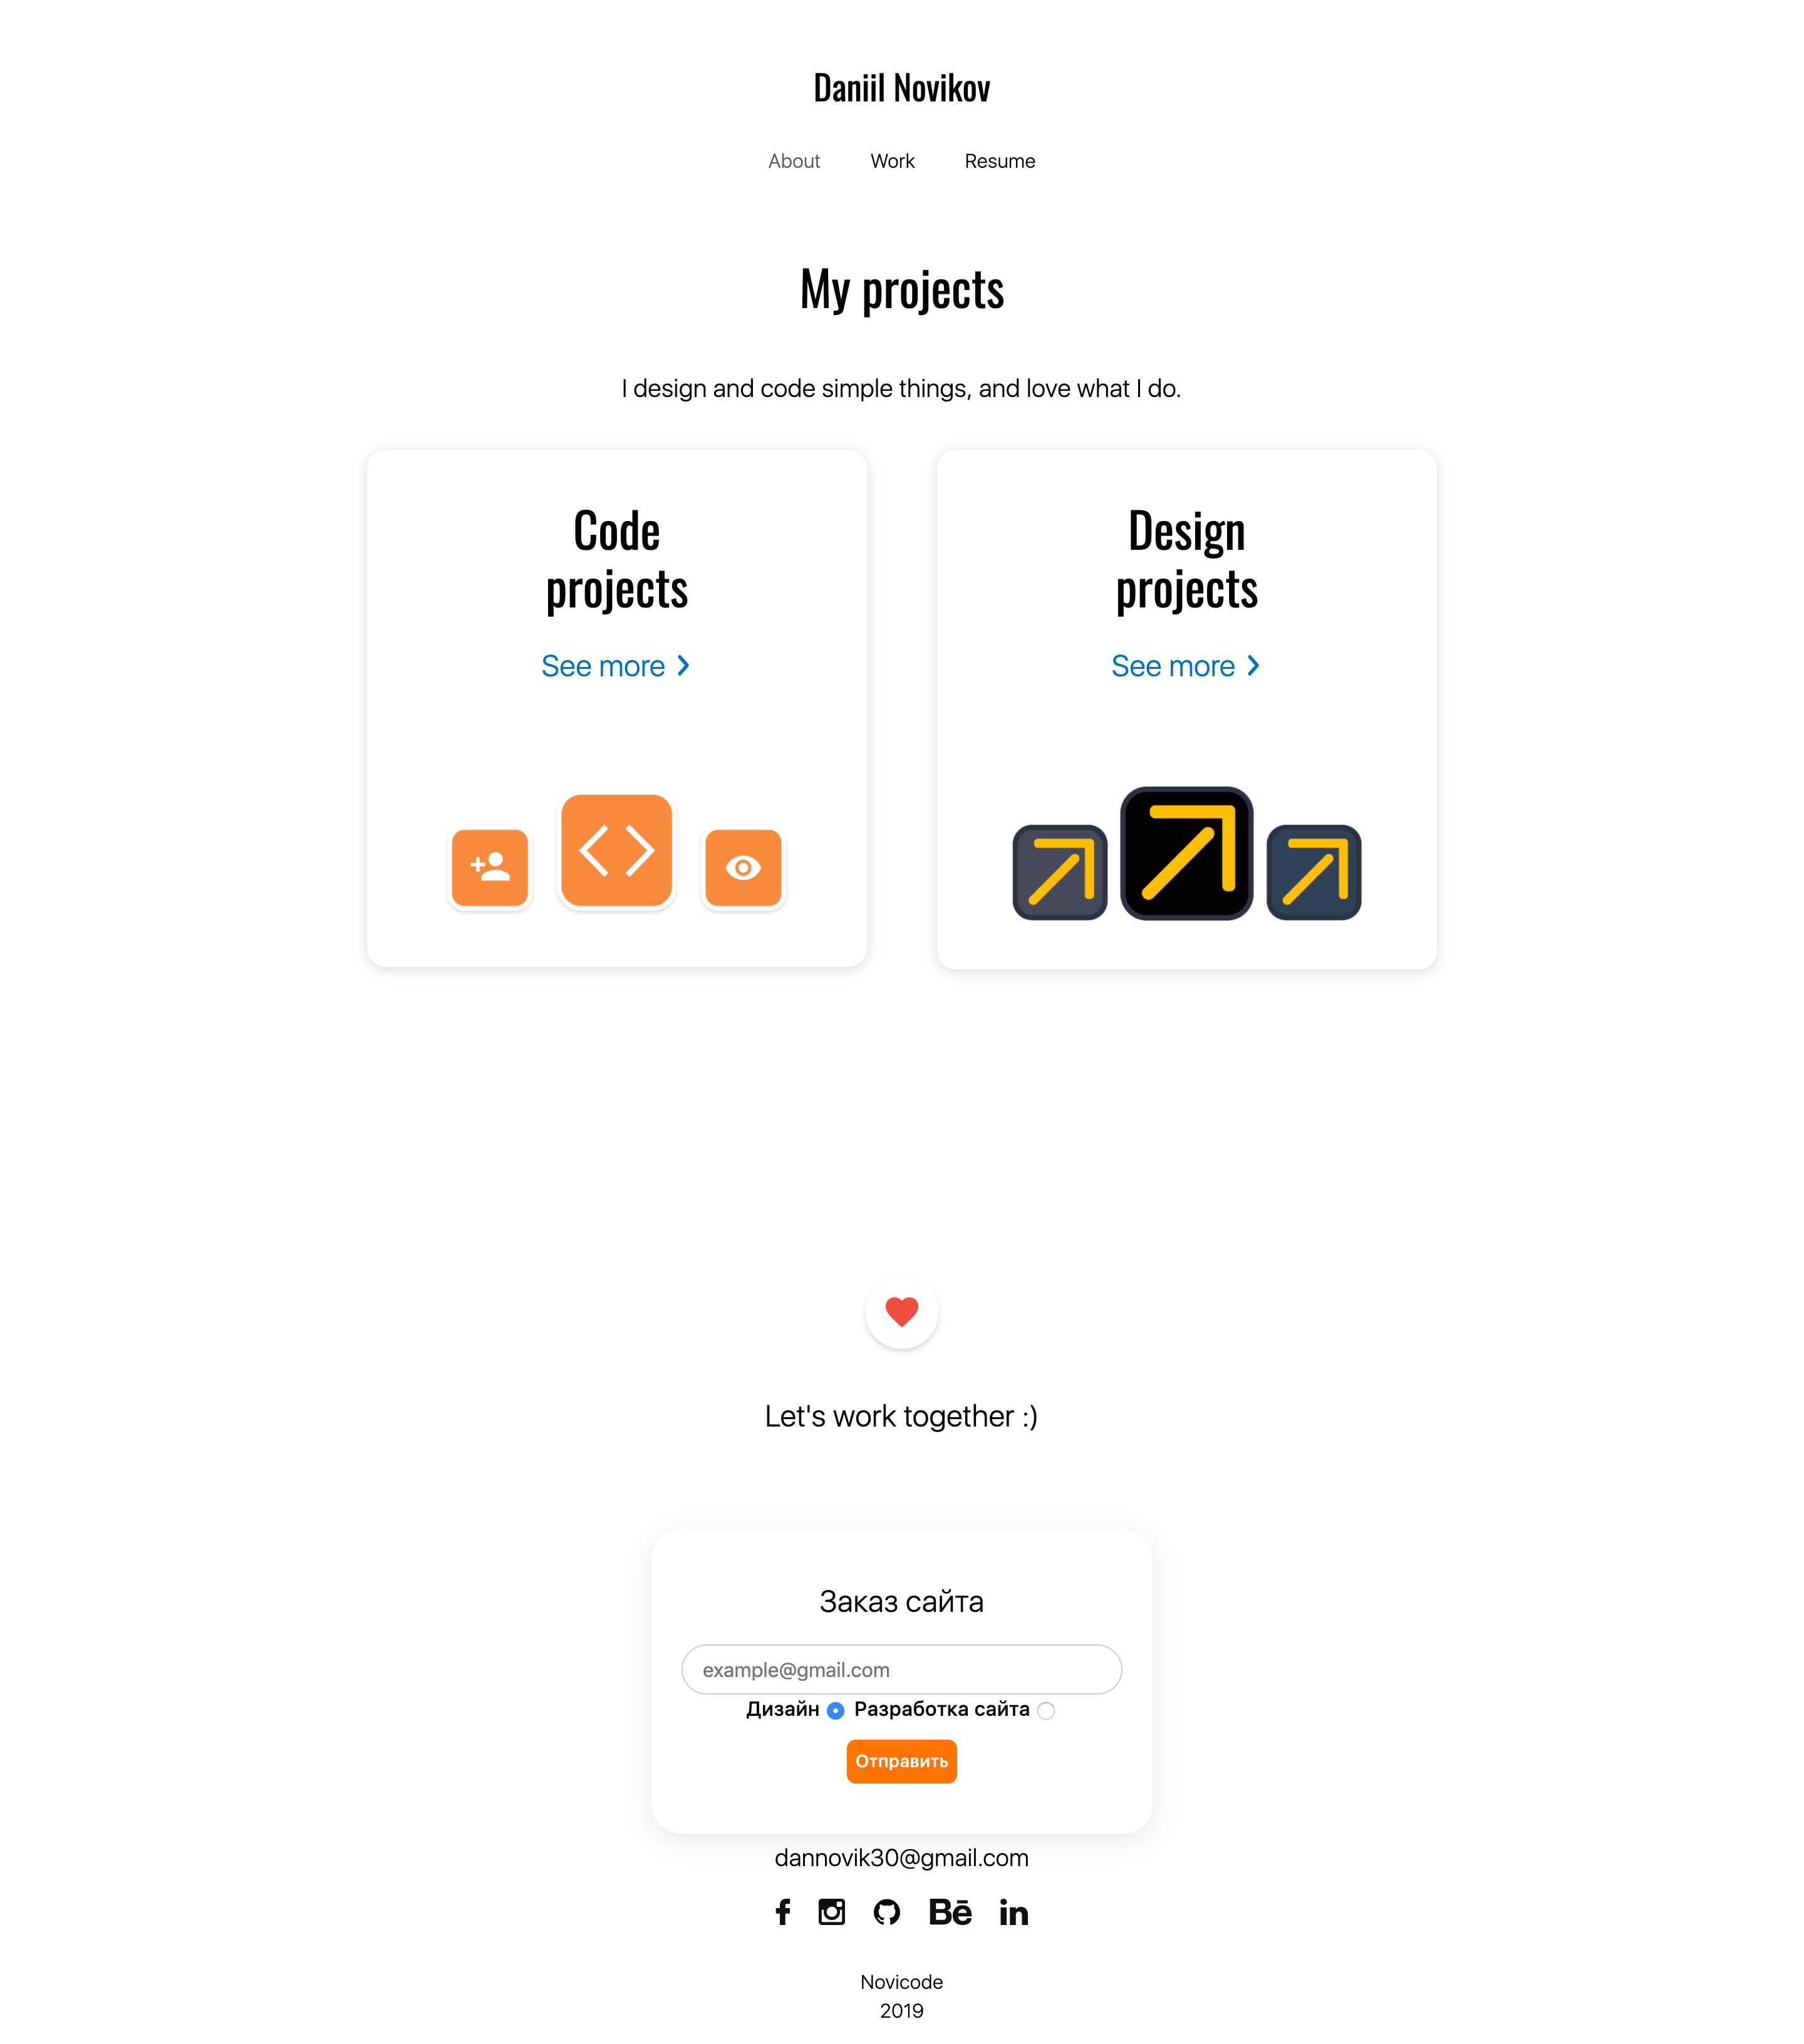 Daniil Novikov
About Work Resume
My projects
I design and code simple things, and love what I do.
Code
projects
See more
Design
projects
See more
Let's work together :)
Заказ сайта
example@gmail.com
Дизайн Разработка сайта
Отправить
dannovik30@gmail.com
Bē in
Novicode
2019